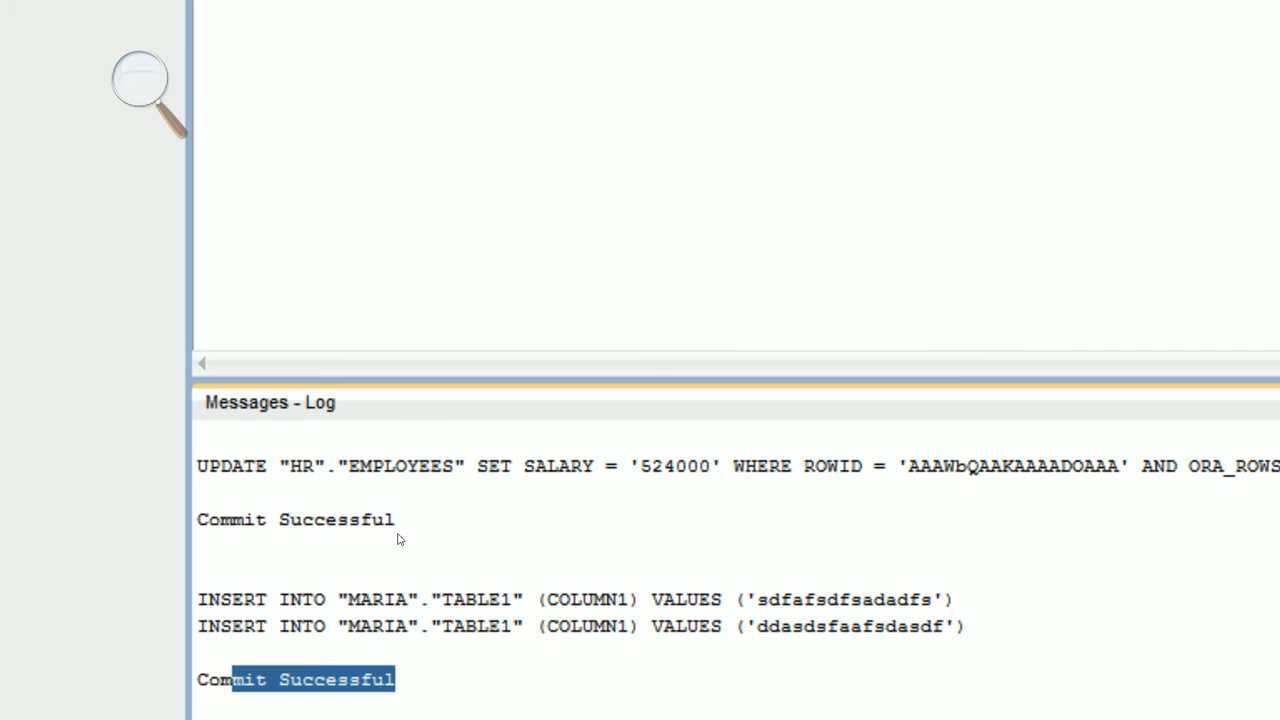 Messages - Log
UPDATE "HR"."EMPLOYEES" SET SALARY = '524000' WHERE ROWID = 'AAAWbQAAKAAAADOAAA' AND ORA_ROWS
Commit Successful
INSERT INTO "MARIA"."TABLE1" (COLUMN1) VALUES ('sdfafsdfsadadfs')
INSERT INTO "MARIA"."TABLE1" (COLUMN1) VALUES ('ddasdsfaafsdasdf')
Commit Successful